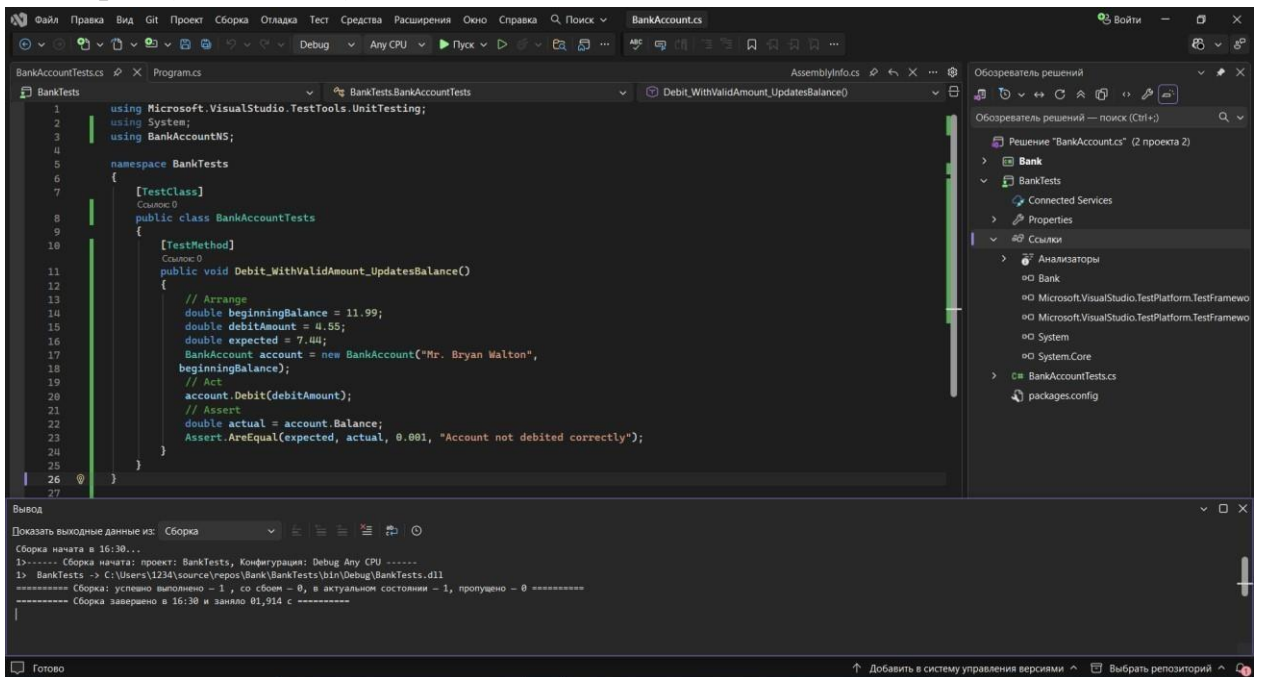 Файл Правка Вид Git Проект Сборка Отладка Тест Средства Расширения Окно Справка Поиск BankAccount.cs Войти
Debug Any CPU Пуск
BankAccountTests.cs Program.cs AssemblyInfo.cs
BankTests BankTests.BankAccountTests Debit_WithValidAmount_UpdatesBalance()
1 using Microsoft.VisualStudio.TestTools.UnitTesting;
2 using System;
3 using BankAccountNS;
4
5 namespace BankTests
6 {
7 [TestClass]
Ссылок: 0
8 public class BankAccountTests
9 {
10 [TestMethod]
Ссылок: 0
11 public void Debit_WithValidAmount_UpdatesBalance()
12 {
13 // Arrange
14 double beginningBalance = 11.99;
15 double debitAmount = 4.55;
16 double expected = 7.44;
17 BankAccount account = new BankAccount("Mr. Bryan Walton",
18 beginningBalance);
19 // Act
20 account.Debit(debitAmount);
21 // Assert
22 double actual = account.Balance;
23 Assert.AreEqual(expected, actual, 0.001, "Account not debited correctly");
24 }
25 }
26 }
27
Обозреватель решений
Обозреватель решений — поиск (Ctrl+;)
Решение "BankAccount.cs" (2 проекта 2)
Bank
BankTests
Connected Services
Properties
Ссылки
Анализаторы
Bank
Microsoft.VisualStudio.TestPlatform.TestFramewo
Microsoft.VisualStudio.TestPlatform.TestFramewo
System
System.Core
C# BankAccountTests.cs
packages.config
Вывод
Показать выходные данные из: Сборка
Сборка начата в 16:30...
1>------ Сборка начата: проект: BankTests, Конфигурация: Debug Any CPU ------
1> BankTests -> C:\Users\1234\source\repos\Bank\BankTests\bin\Debug\BankTests.dll
========== Сборка: успешно выполнено — 1 , со сбоем — 0, в актуальном состоянии — 1, пропущено — 0 ==========
========== Сборка завершено в 16:30 и заняло 01,914 с ==========
Готово Добавить в систему управления версиями Выбрать репозиторий